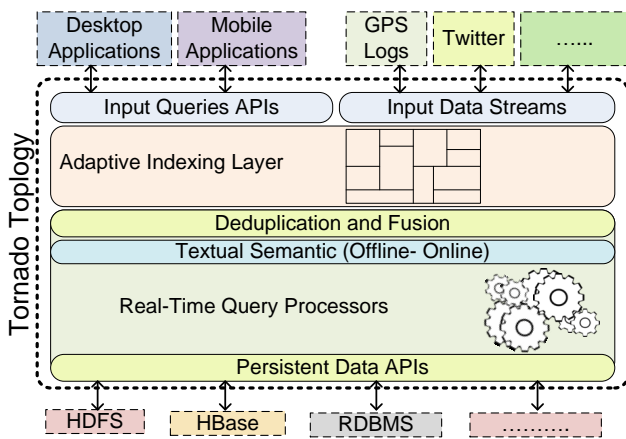 Desktop
Applications
Mobile
Applications
GPS
Logs
Twitter
…...
Tornado Toplogy
Input Queries APIs
Input Data Streams
Adaptive Indexing Layer
Deduplication and Fusion
Textual Semantic (Offline- Online)
Real-Time Query Processors
Persistent Data APIs
HDFS
HBase
RDBMS
……….